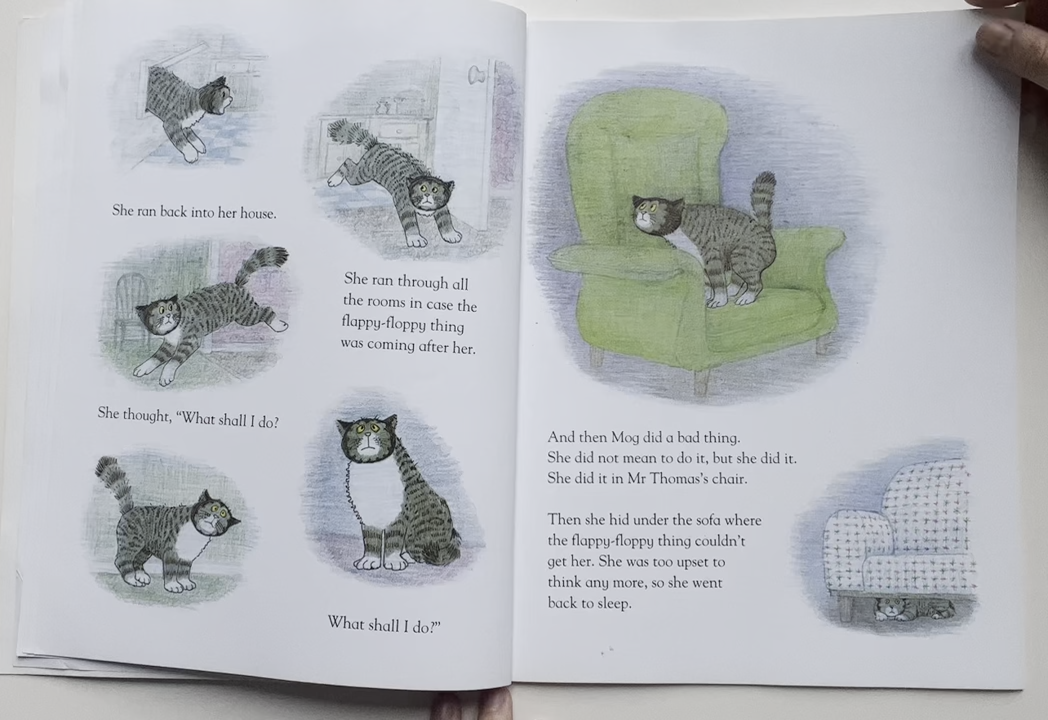 She ran back into her house.
She ran through all
the rooms in case the
flappy-floppy thing
was coming after her.
She thought, “What shall I do?
What shall I do?”
And then Mog did a bad thing.
She did not mean to do it, but she did it.
She did it in Mr Thomas’s chair.
Then she hid under the sofa where
the flappy-floppy thing couldn’t
get her. She was too upset to
think any more, so she went
back to sleep.